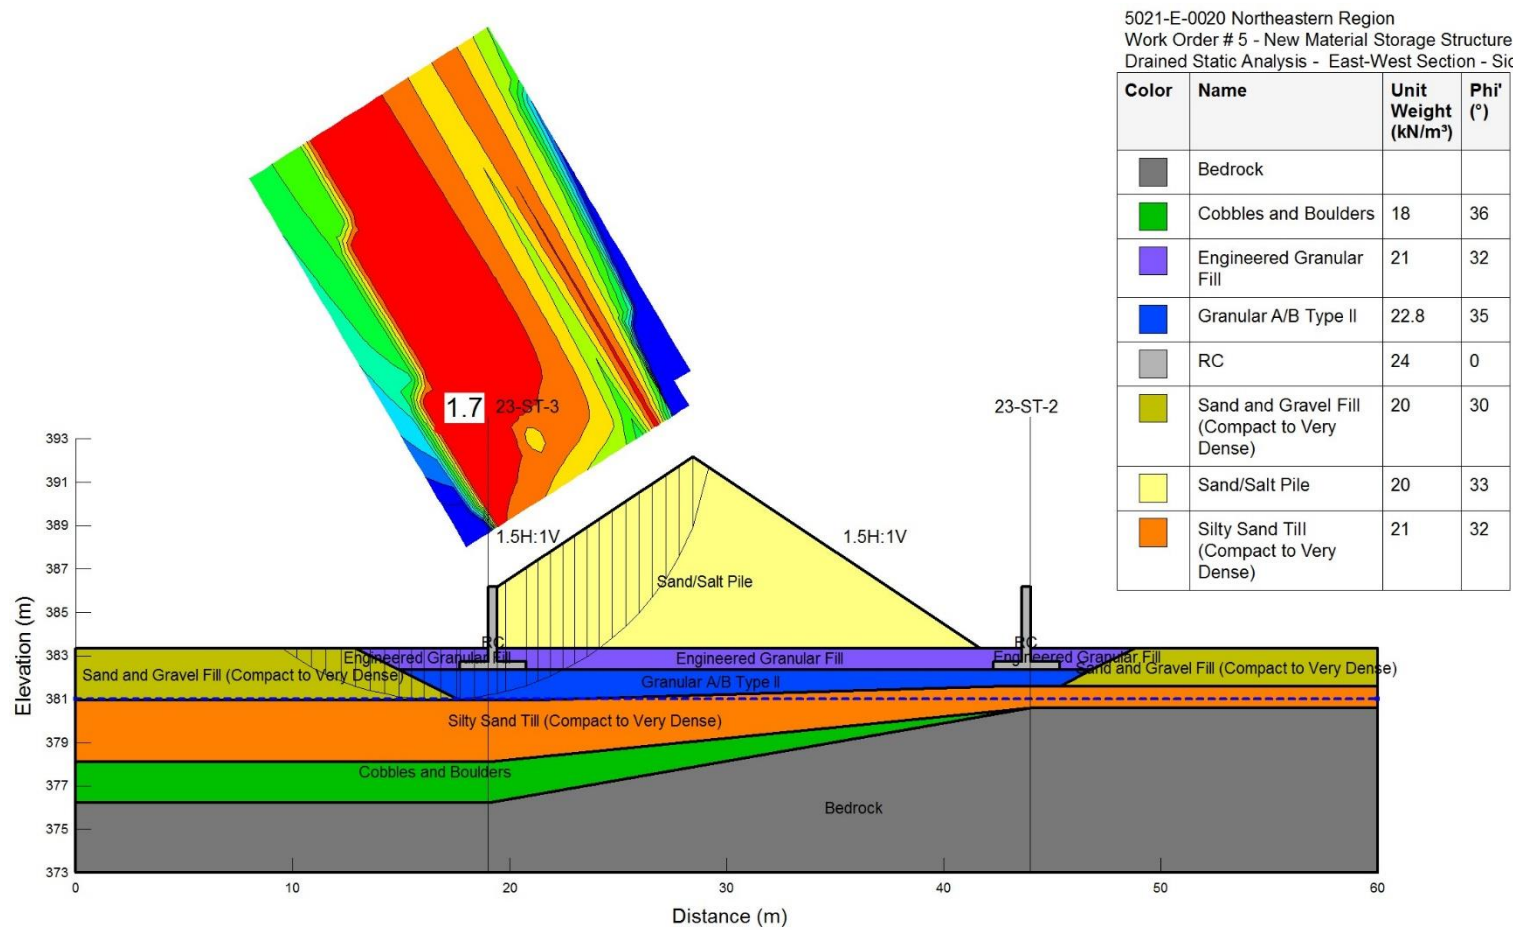 5021-E-0020 Northeastern Region
Work Order # 5 - New Material Storage Structure
Drained Static Analysis - East-West Section -
Color Name Unit Weight (kN/m³) Phi' (°)
Bedrock
Cobbles and Boulders 18 36
Engineered Granular
Fill 21 32
Granular A/B Type II 22.8 35
RC 24 0
Sand and Gravel Fill
(Compact to Very
Dense) 20 30
Sand/Salt Pile 20 33
Silty Sand Till
(Compact to Very
Dense) 21 32
1.7
23-ST-3
23-ST-2
1.5H:1V
1.5H:1V
Sand/Salt Pile
RC
RC
Engineered Granular Fill
Engineered Granular Fill
Engineered Granular Fill
Sand and Gravel Fill (Compact to Very Dense)
Sand and Gravel Fill (Compact to Very Dense)
Granular A/B Type II
Silty Sand Till (Compact to Very Dense)
Cobbles and Boulders
Bedrock
Elevation (m)
393
391
389
387
385
383
381
379
377
375
373
0 10 20 30 40 50 60
Distance (m)